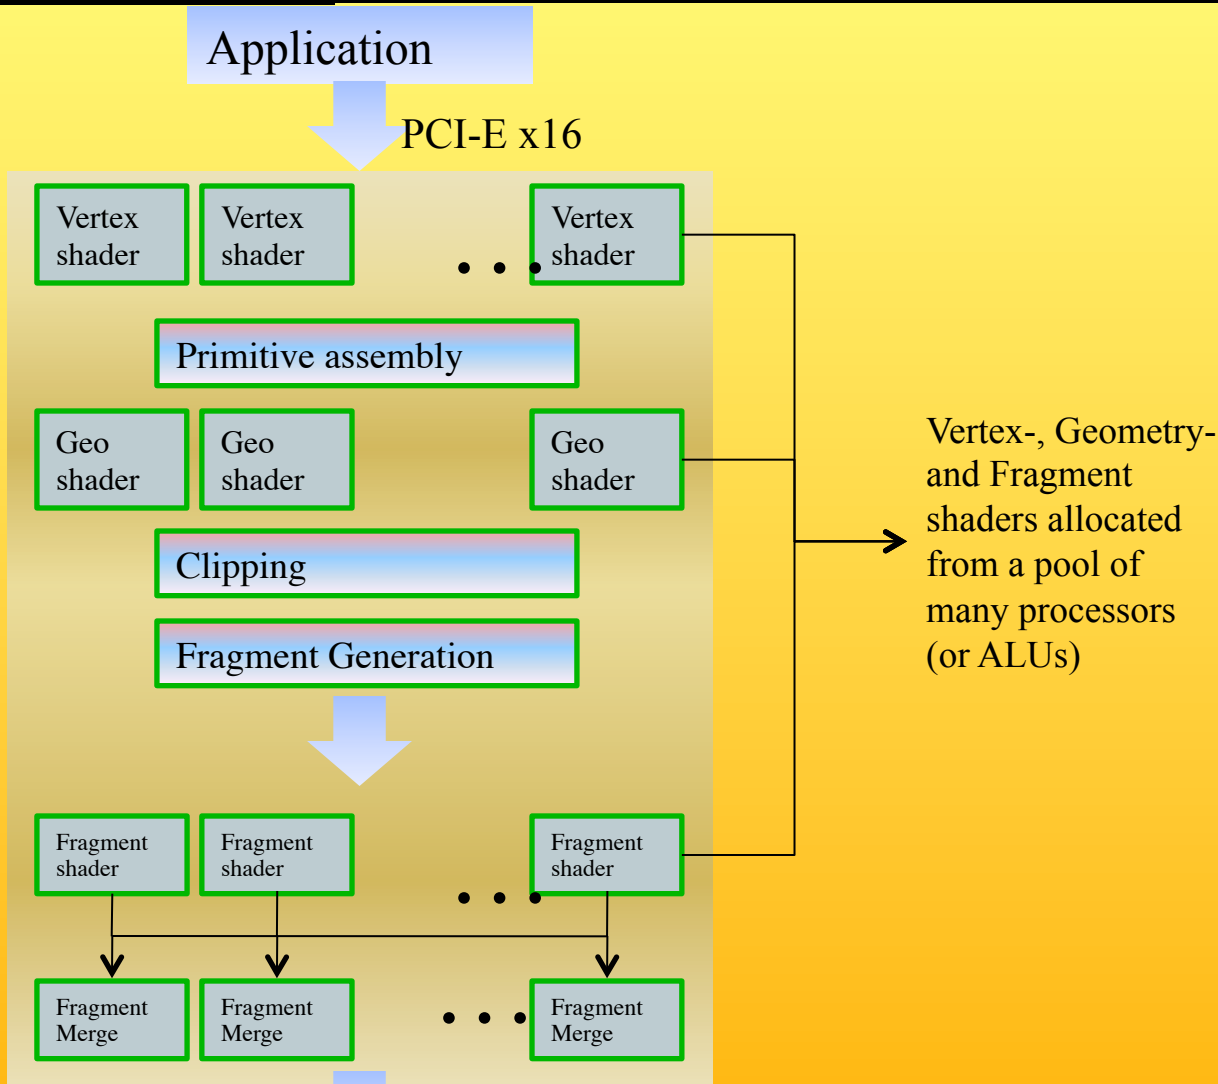 Application
PCI-E x16
Vertex
shader
Vertex
shader
Vertex
shader
. . .
Primitive assembly
Geo
shader
Geo
shader
Geo
shader
Vertex-, Geometry-
and Fragment
shaders allocated
from a pool of
many processors
(or ALUs)
Clipping
Fragment Generation
Fragment
shader
Fragment
shader
Fragment
shader
. . .
Fragment
Merge
Fragment
Merge
Fragment
Merge
. . .